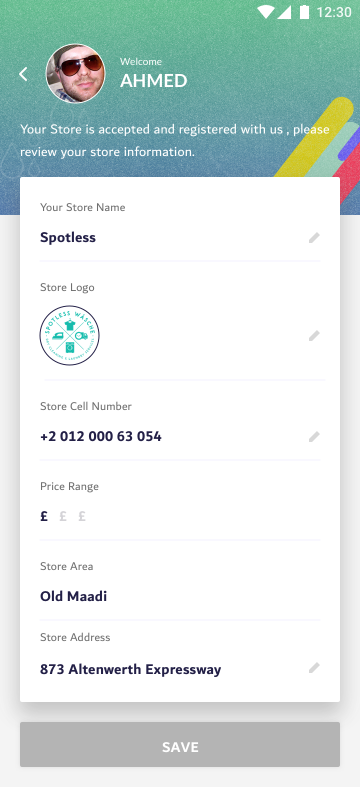 12:30
Welcome
AHMED
Your Store is accepted and registered with us , please
review your store information.
Your Store Name
Spotless
Store Logo
SPOTLESS WASCHE
Store Cell Number
+2 012 000 63 054
Price Range
£ £ £
Store Area
Old Maadi
Store Address
873 Altenwerth Expressway
SAVE